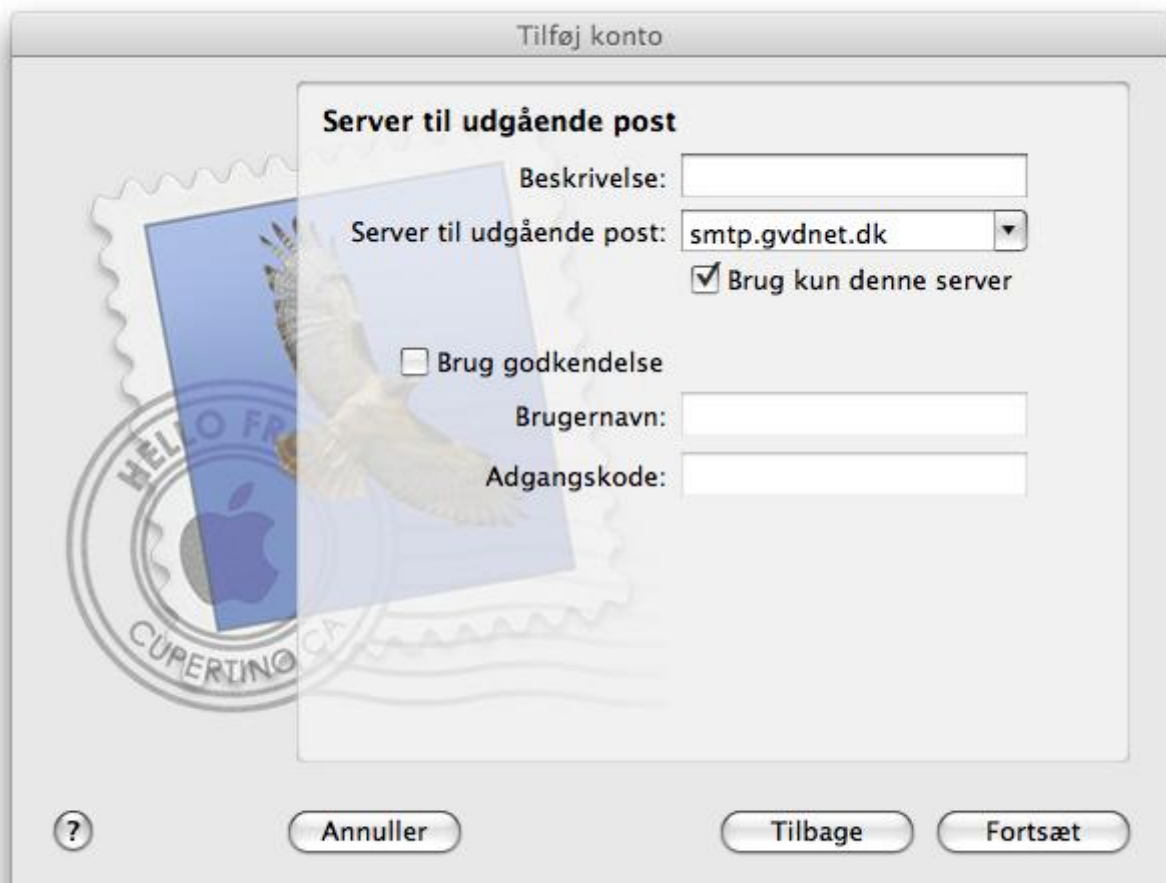 Tilføj konto
Server til udgående post
Beskrivelse:
Server til udgående post: smtp.gvdnet.dk
Brug kun denne server
Brug godkendelse
Brugernavn:
Adgangskode:
HELLO FR
CUPERTINO CA
? Annuller Tilbage Fortsæt